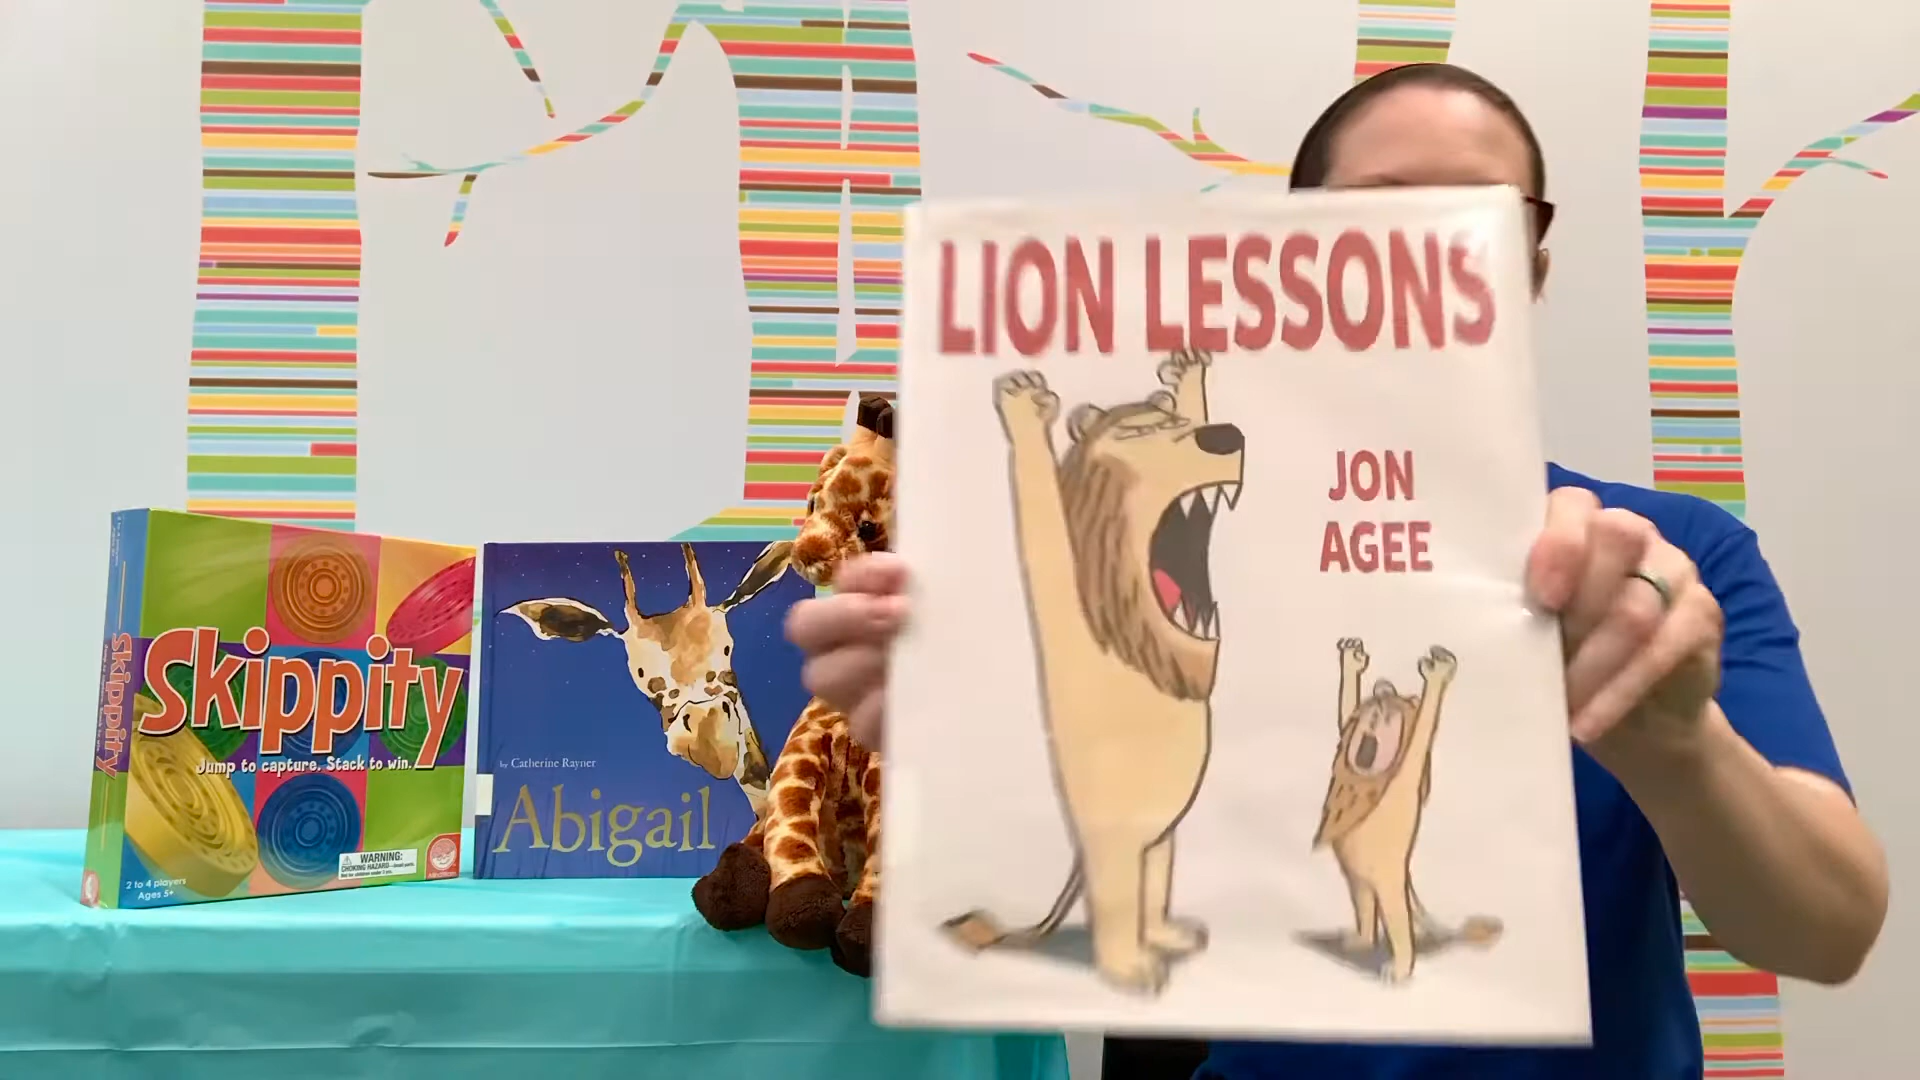 LION LESSONS
JON
AGEE
Skippity
Skippity
Jump to capture. Stack to win.
WARNING:
CHOKING HAZARD
2 to 4 players
Ages 5+
by Catherine Rayner
Abigail